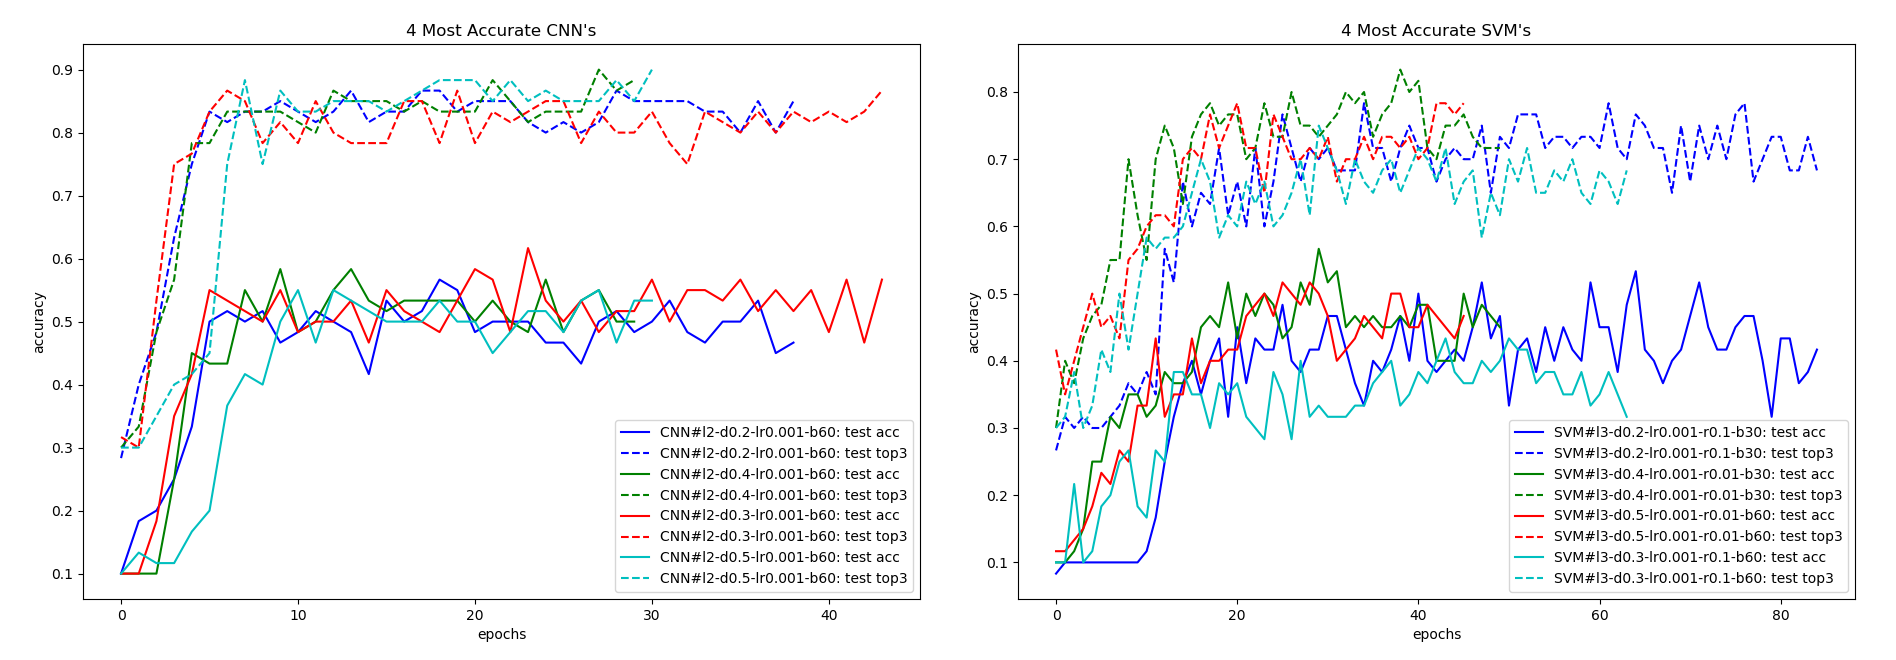 4 Most Accurate CNN's
accuracy
0.9
0.8
0.7
0.6
0.5
0.4
0.3
0.2
0.1
0
10
20
30
40
epochs
CNN#l2-d0.2-lr0.001-b60: test acc
CNN#l2-d0.2-lr0.001-b60: test top3
CNN#l2-d0.4-lr0.001-b60: test acc
CNN#l2-d0.4-lr0.001-b60: test top3
CNN#l2-d0.3-lr0.001-b60: test acc
CNN#l2-d0.3-lr0.001-b60: test top3
CNN#l2-d0.5-lr0.001-b60: test acc
CNN#l2-d0.5-lr0.001-b60: test top3
4 Most Accurate SVM's
accuracy
0.8
0.7
0.6
0.5
0.4
0.3
0.2
0.1
0
20
40
60
80
epochs
SVM#l3-d0.2-lr0.001-r0.1-b30: test acc
SVM#l3-d0.2-lr0.001-r0.1-b30: test top3
SVM#l3-d0.4-lr0.001-r0.01-b30: test acc
SVM#l3-d0.4-lr0.001-r0.01-b30: test top3
SVM#l3-d0.5-lr0.001-r0.01-b60: test acc
SVM#l3-d0.5-lr0.001-r0.01-b60: test top3
SVM#l3-d0.3-lr0.001-r0.1-b60: test acc
SVM#l3-d0.3-lr0.001-r0.1-b60: test top3